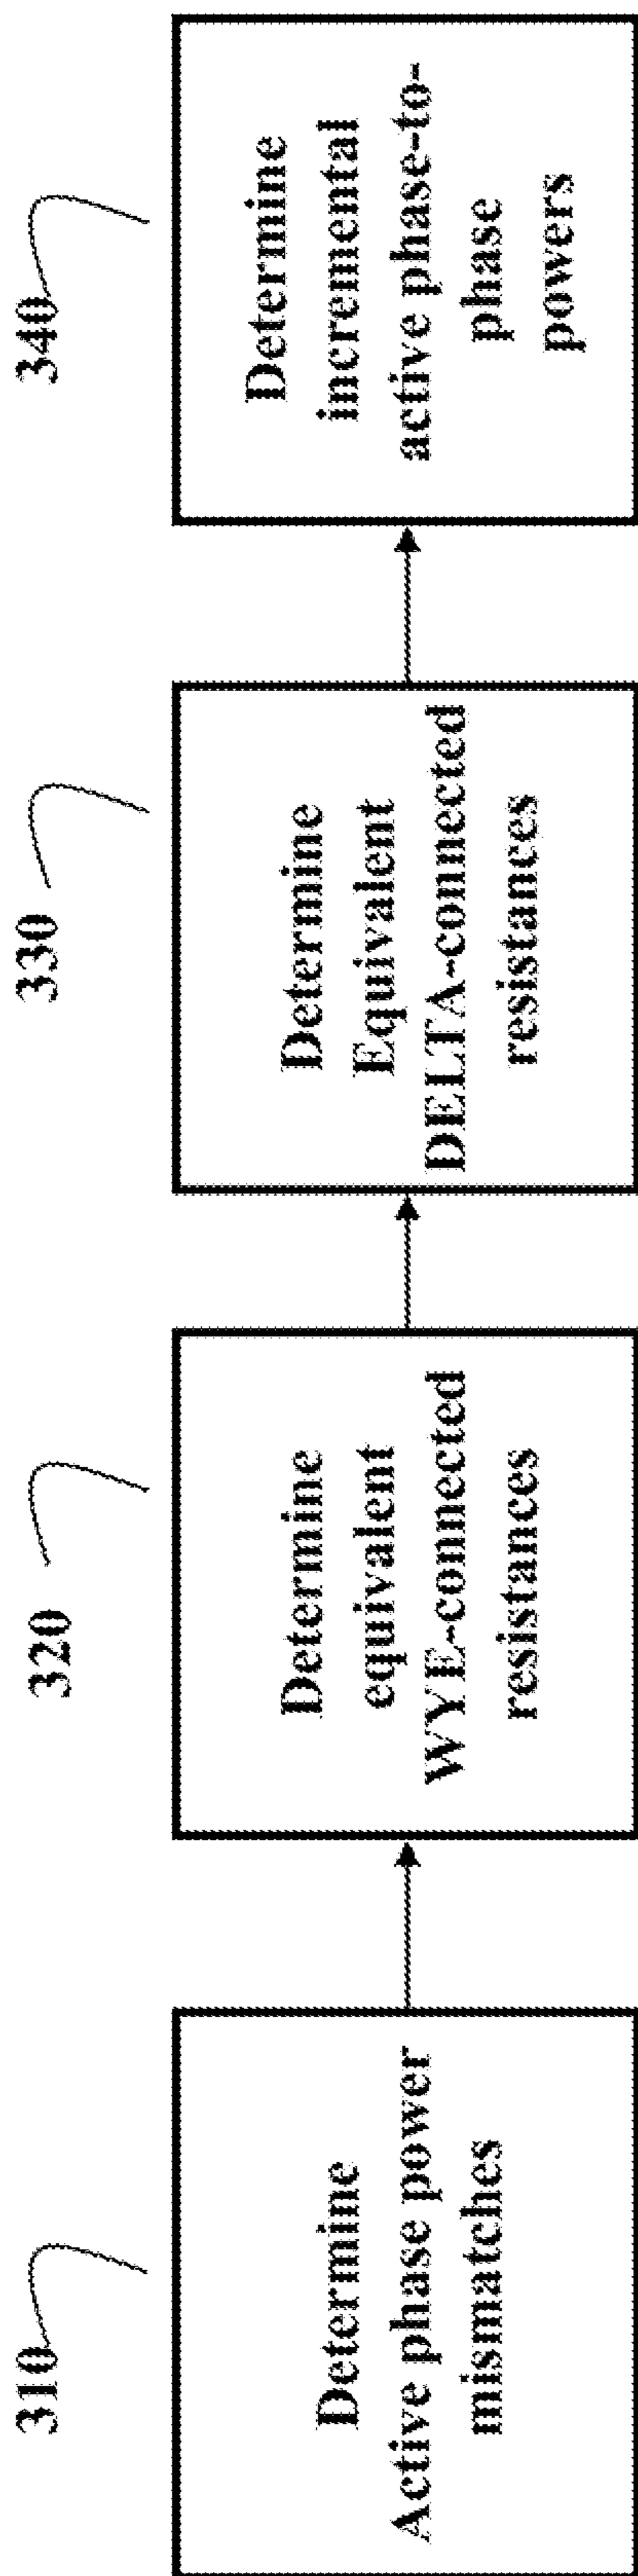 310
Determine
Active phase power
mismatches
320
Determine
equivalent
WYE-connected
resistances
330
Determine
Equivalent
DELTA-connected
resistances
340
Determine
incremental
active phase-to-
phase
powers